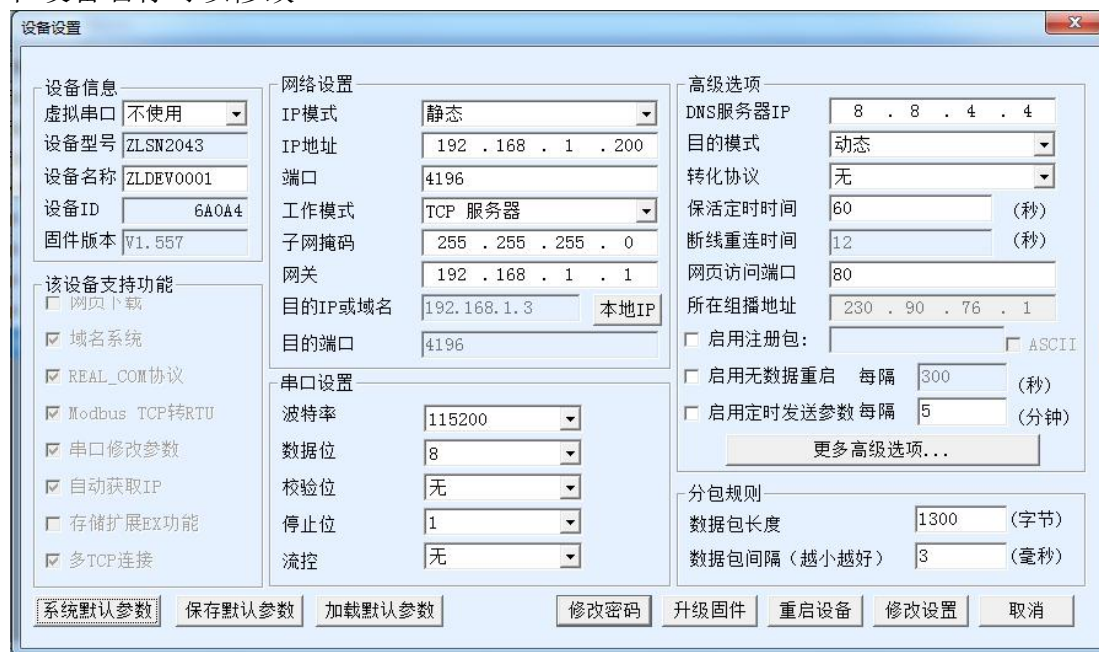 设备设置
设备信息
虚拟串口 不使用
设备型号 ZLSN2043
设备名称 ZLDEV0001
设备ID 6A0A4
固件版本 V1.557
该设备支持功能
网页下载
域名系统
REAL_COM协议
Modbus TCP转RTU
串口修改参数
自动获取IP
存储扩展EX功能
多TCP连接
网络设置
IP模式 静态
IP地址 192 . 168 . 1 . 200
端口 4196
工作模式 TCP 服务器
子网掩码 255 . 255 . 255 . 0
网关 192 . 168 . 1 . 1
目的IP或域名 192.168.1.3 本地IP
目的端口 4196
串口设置
波特率 115200
数据位 8
校验位 无
停止位 1
流控 无
高级选项
DNS服务器IP 8 . 8 . 4 . 4
目的模式 动态
转化协议 无
保活定时时间 60 (秒)
断线重连时间 12 (秒)
网页访问端口 80
所在组播地址 230 . 90 . 76 . 1
启用注册包: ASCII
启用无数据重启 每隔 300 (秒)
启用定时发送参数 每隔 5 (分钟)
更多高级选项...
分包规则
数据包长度 1300 (字节)
数据包间隔（越小越好） 3 (毫秒)
系统默认参数 保存默认参数 加载默认参数 修改密码 升级固件 重启设备 修改设置 取消